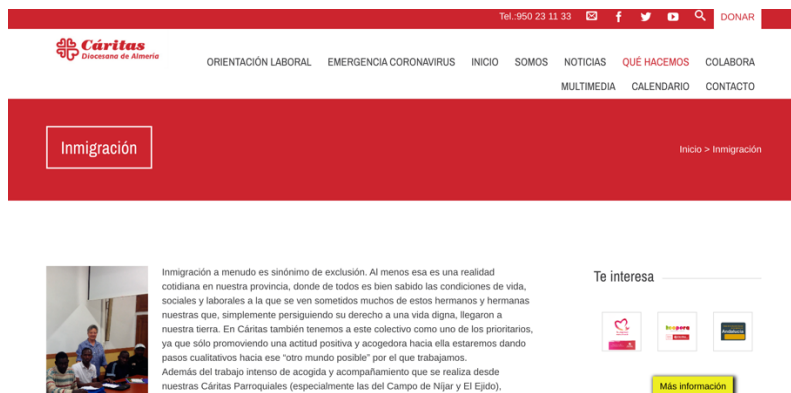 Tel.:950 23 11 33
DONAR
Cáritas
Diocesana de Almería
ORIENTACIÓN LABORAL EMERGENCIA CORONAVIRUS INICIO SOMOS NOTICIAS QUÉ HACEMOS COLABORA
MULTIMEDIA CALENDARIO CONTACTO
Inmigración
Inicio > Inmigración
Inmigración a menudo es sinónimo de exclusión. Al menos esa es una realidad
cotidiana en nuestra provincia, donde de todos es bien sabido las condiciones de vida,
sociales y laborales a la que se ven sometidos muchos de estos hermanos y hermanas
nuestras que, simplemente persiguiendo su derecho a una vida digna, llegaron a
nuestra tierra. En Cáritas también tenemos a este colectivo como uno de los prioritarios,
ya que sólo promoviendo una actitud positiva y acogedora hacia ella estaremos dando
pasos cualitativos hacia ese “otro mundo posible” por el que trabajamos.
Además del trabajo intenso de acogida y acompañamiento que se realiza desde
nuestras Cáritas Parroquiales (especialmente las del Campo de Níjar y El Ejido),
Te interesa
Más información